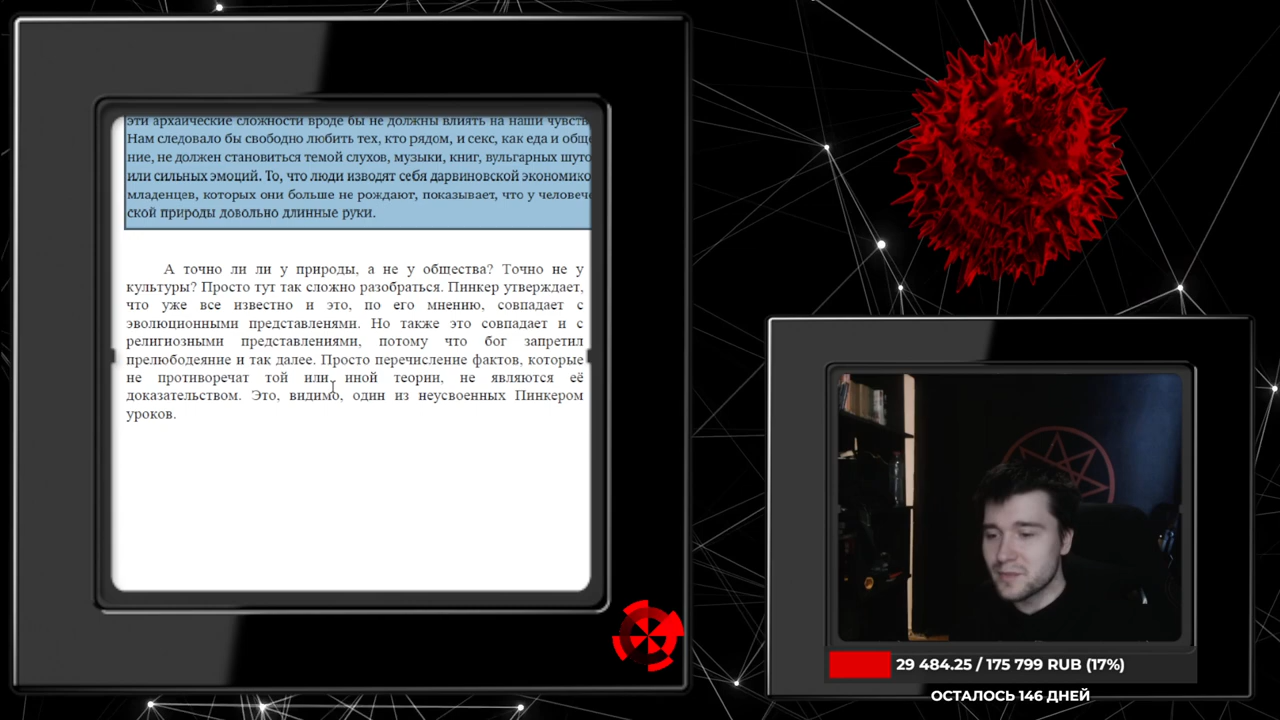 эти архаические сложности вроде бы не должны влиять на наши чувств
Нам следовало бы свободно любить тех, кто рядом, и секс, как еда и обще
ние, не должен становиться темой слухов, музыки, книг, вульгарных шуто
или сильных эмоций. То, что люди изводят себя дарвиновской экономико
младенцев, которых они больше не рождают, показывает, что у человече
ской природы довольно длинные руки.
А точно ли ли у природы, а не у общества? Точно не у
культуры? Просто тут так сложно разобраться. Пинкер утверждает,
что уже все известно и это, по его мнению, совпадает с
эволюционными представленями. Но также это совпадает и с
религиозными представлениями, потому что бог запретил
прелюбодеяние и так далее. Просто перечисление фактов, которые
не противоречат той или иной теории, не являются её
доказательством. Это, видимо, один из неусвоенных Пинкером
уроков.
29 484.25 / 175 799 RUB (17%)
ОСТАЛОСЬ 146 ДНЕЙ